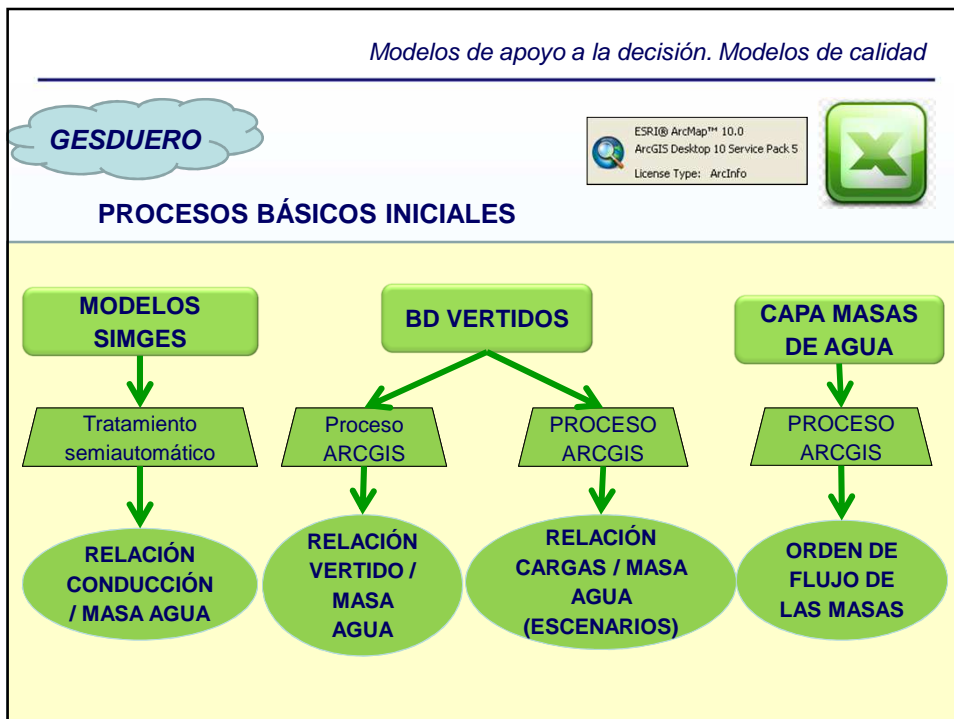 Modelos de apoyo a la decisión. Modelos de calidad
GESDUERO
ESRI® ArcMap™ 10.0
ArcGIS Desktop 10 Service Pack 5
License Type: ArcInfo
X
PROCESOS BÁSICOS INICIALES
MODELOS
SIMGES
BD VERTIDOS
CAPA MASAS
DE AGUA
Tratamiento
semiautomático
Proceso
ARCGIS
PROCESO
ARCGIS
PROCESO
ARCGIS
RELACIÓN
CONDUCCIÓN
/ MASA AGUA
RELACIÓN
VERTIDO /
MASA
AGUA
RELACIÓN
CARGAS / MASA
AGUA
(ESCENARIOS)
ORDEN DE
FLUJO DE
LAS MASAS